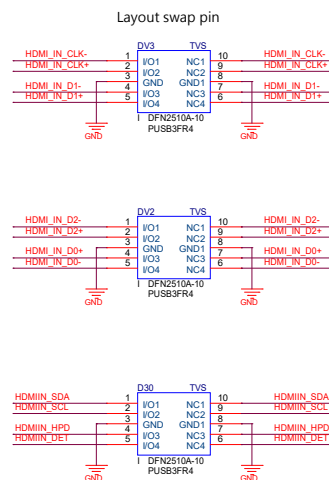 Layout swap pin
DV3 TVS
HDMI_IN_CLK- 1 I/O1 NC1 10 HDMI_IN_CLK-
HDMI_IN_CLK+ 2 I/O2 NC2 9 HDMI_IN_CLK+
3 GND GND1 8
HDMI_IN_D1- 4 I/O3 NC3 7 HDMI_IN_D1-
HDMI_IN_D1+ 5 I/O4 NC4 6 HDMI_IN_D1+
I DFN2510A-10
GND PUSB3FR4 GND
DV2 TVS
HDMI_IN_D2- 1 I/O1 NC1 10 HDMI_IN_D2-
HDMI_IN_D2+ 2 I/O2 NC2 9 HDMI_IN_D2+
3 GND GND1 8
HDMI_IN_D0+ 4 I/O3 NC3 7 HDMI_IN_D0+
HDMI_IN_D0- 5 I/O4 NC4 6 HDMI_IN_D0-
I DFN2510A-10
GND PUSB3FR4 GND
D30 TVS
HDMIIN_SDA 1 I/O1 NC1 10 HDMIIN_SDA
HDMIIN_SCL 2 I/O2 NC2 9 HDMIIN_SCL
3 GND GND1 8
HDMIIN_HPD 4 I/O3 NC3 7 HDMIIN_HPD
HDMIIN_DET 5 I/O4 NC4 6 HDMIIN_DET
I DFN2510A-10
GND PUSB3FR4 GND